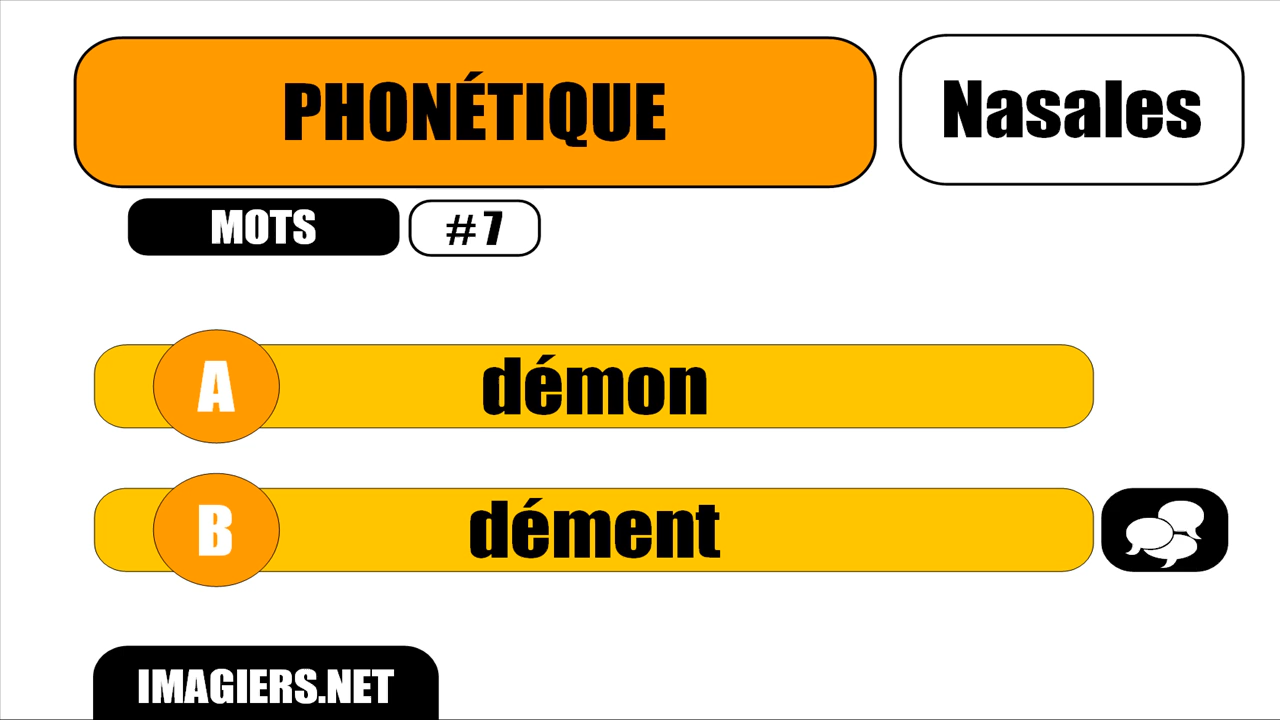 PHONÉTIQUE
Nasales
MOTS
#7
A
démon
B
dément
IMAGIERS.NET